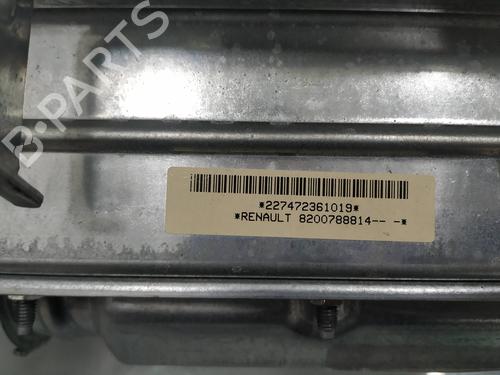 B-PARTS
*227472361019*
*RENAULT 8200788814-- -*